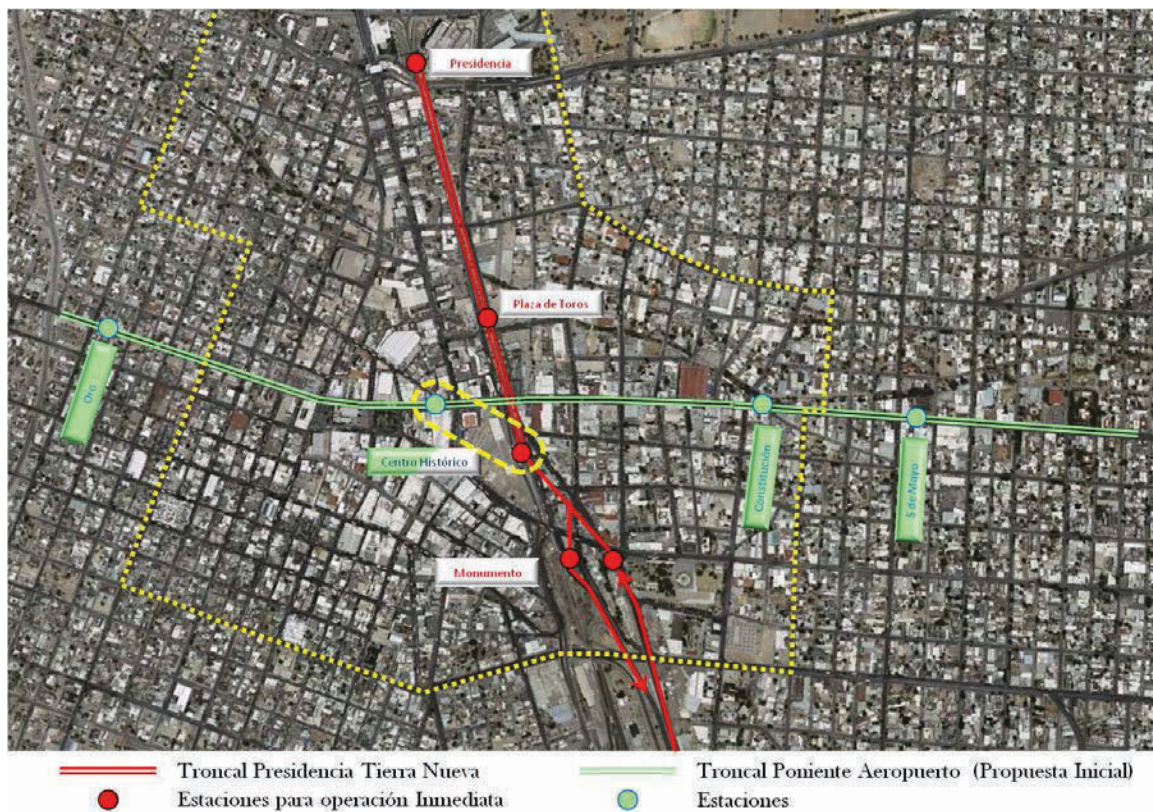 Presidencia
Plaza de Toros
Oro
Centro Histórico
Constitución
5 de Mayo
Monumento
Troncal Presidencia Tierra Nueva
Troncal Poniente Aeropuerto (Propuesta Inicial)
Estaciones para operación Inmediata
Estaciones